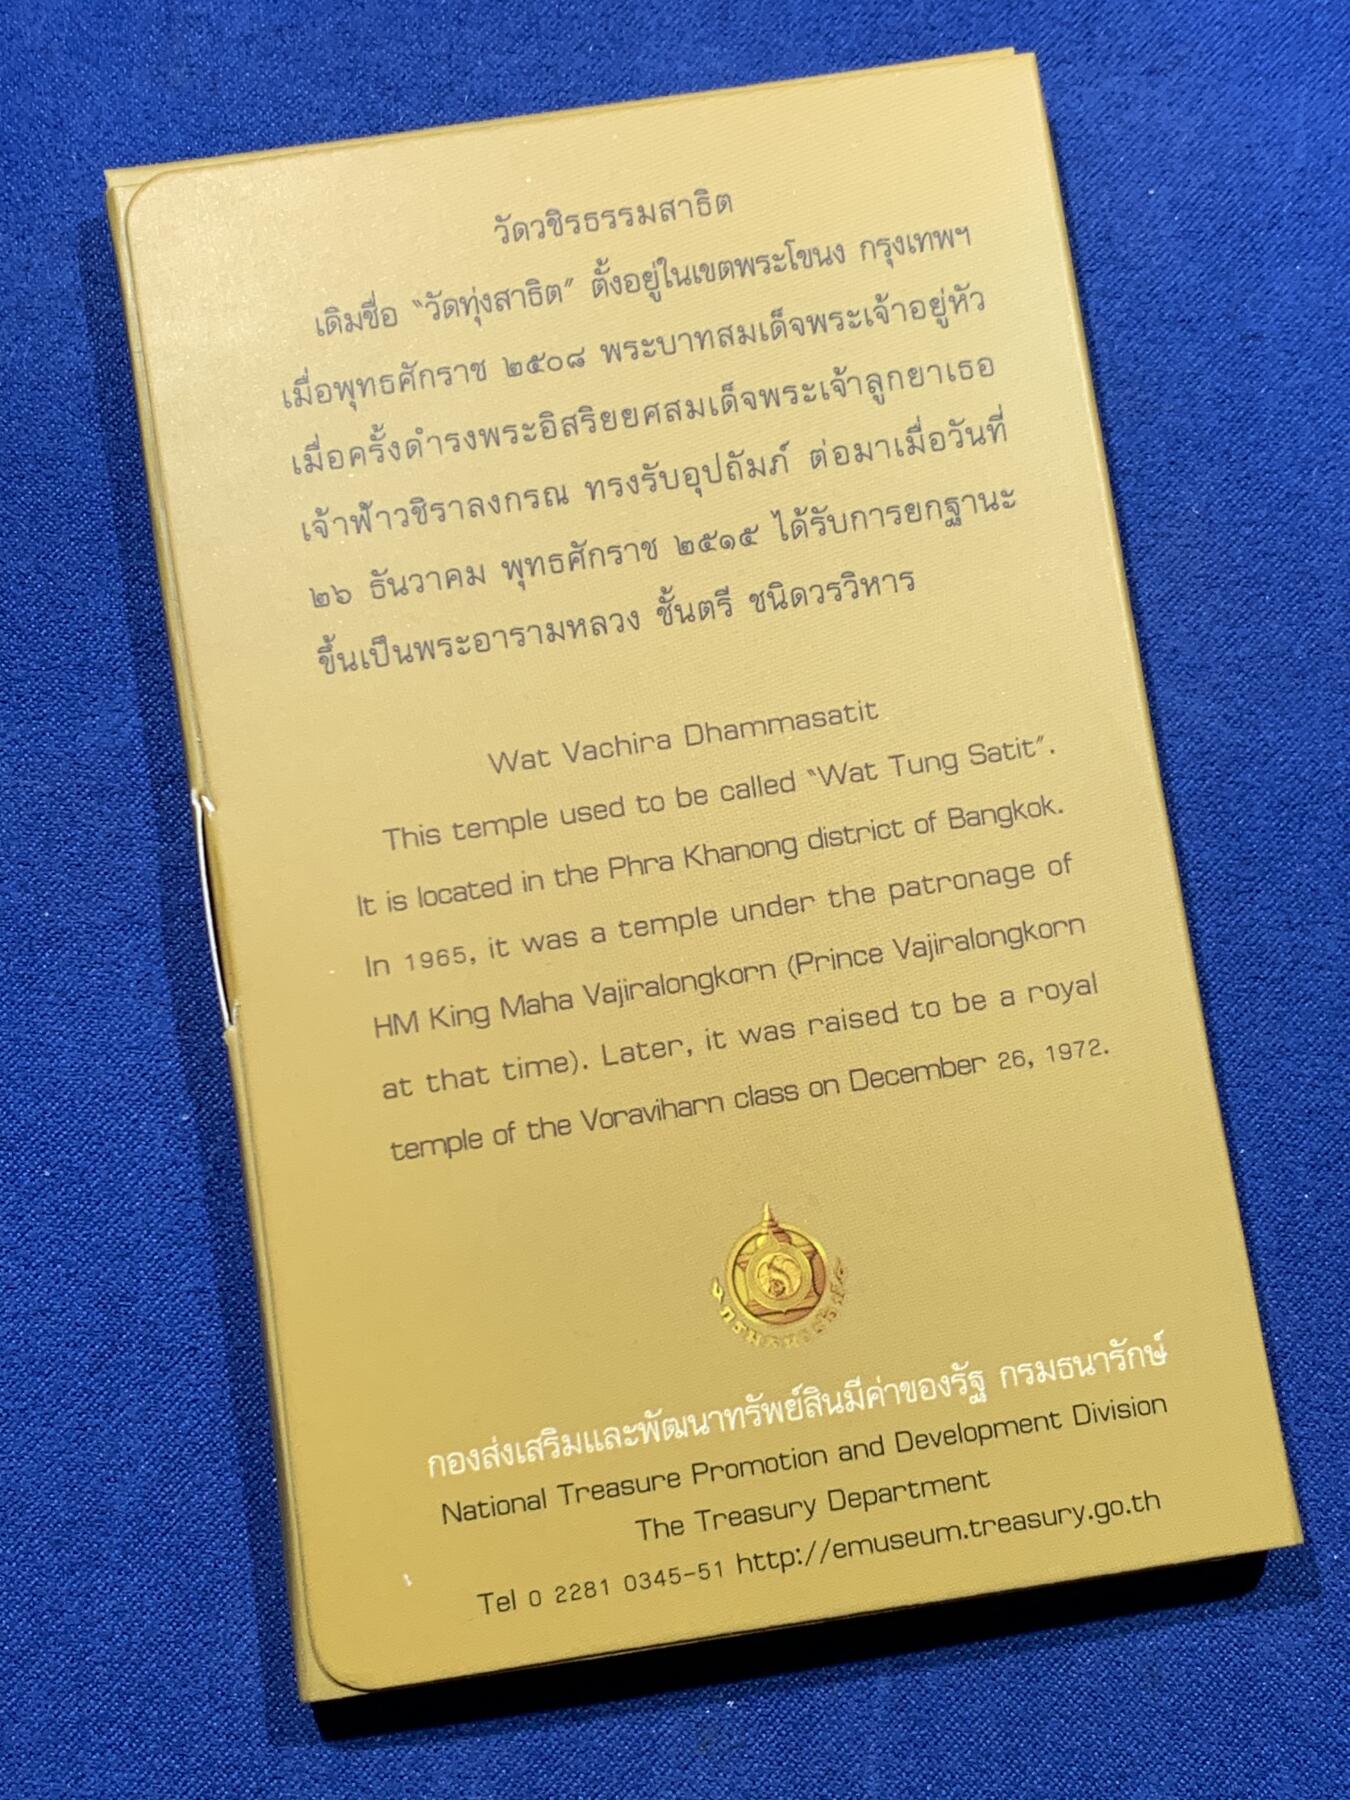 วัดวชิรธรรมสาธิต
เดิมชื่อ "วัดทุ่งสาธิต" ตั้งอยู่ในเขตพระโขนง กรุงเทพฯ
เมื่อพุทธศักราช ๒๕๐๘ พระบาทสมเด็จพระเจ้าอยู่หัว
เมื่อครั้งดำรงพระอิสริยยศสมเด็จพระเจ้าลูกยาเธอ
เจ้าฟ้าวชิราลงกรณ ทรงรับอุปถัมภ์ ต่อมาเมื่อวันที่
๒๖ ธันวาคม พุทธศักราช ๒๕๑๕ ได้รับการยกฐานะ
ขึ้นเป็นพระอารามหลวง ชั้นตรี ชนิดวรวิหาร
Wat Vachira Dhammasatit
This temple used to be called "Wat Tung Satit".
It is located in the Phra Khanong district of Bangkok.
In 1965, it was a temple under the patronage of
HM King Maha Vajiralongkorn (Prince Vajiralongkorn
at that time). Later, it was raised to be a royal
temple of the Voraviharn class on December 26, 1972.
กรมธนารักษ์
กองส่งเสริมและพัฒนาทรัพย์สินมีค่าของรัฐ กรมธนารักษ์
National Treasure Promotion and Development Division
The Treasury Department
Tel 0 2281 0345-51 http://emuseum.treasury.go.th